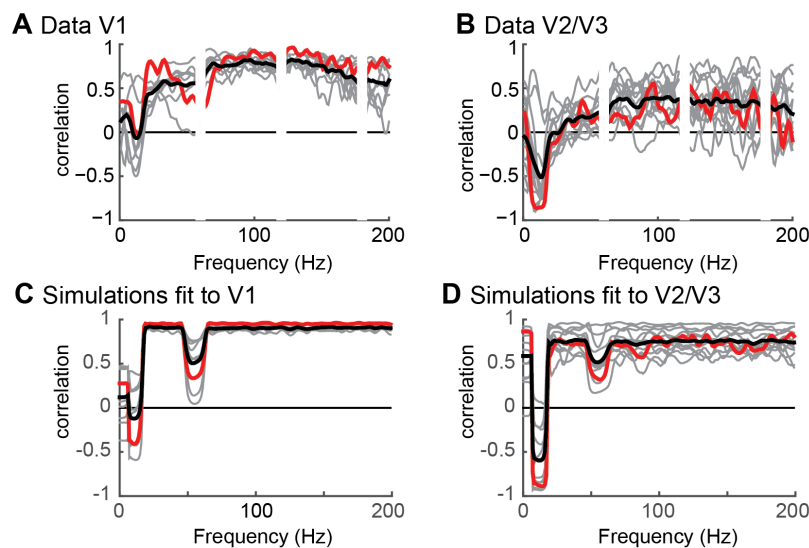 A Data V1
B Data V2/V3
1
0.5
0
−0.5
−1
correlation
0
100
200
Frequency (Hz)
1
0.5
0
−0.5
−1
correlation
0
100
200
Frequency (Hz)
C Simulations fit to V1
D Simulations fit to V2/V3
0.5
0
-0.5
-1
correlation
0
100
200
Frequency (Hz)
1
0.5
0
-0.5
-1
correlation
0
100
200
Frequency (Hz)